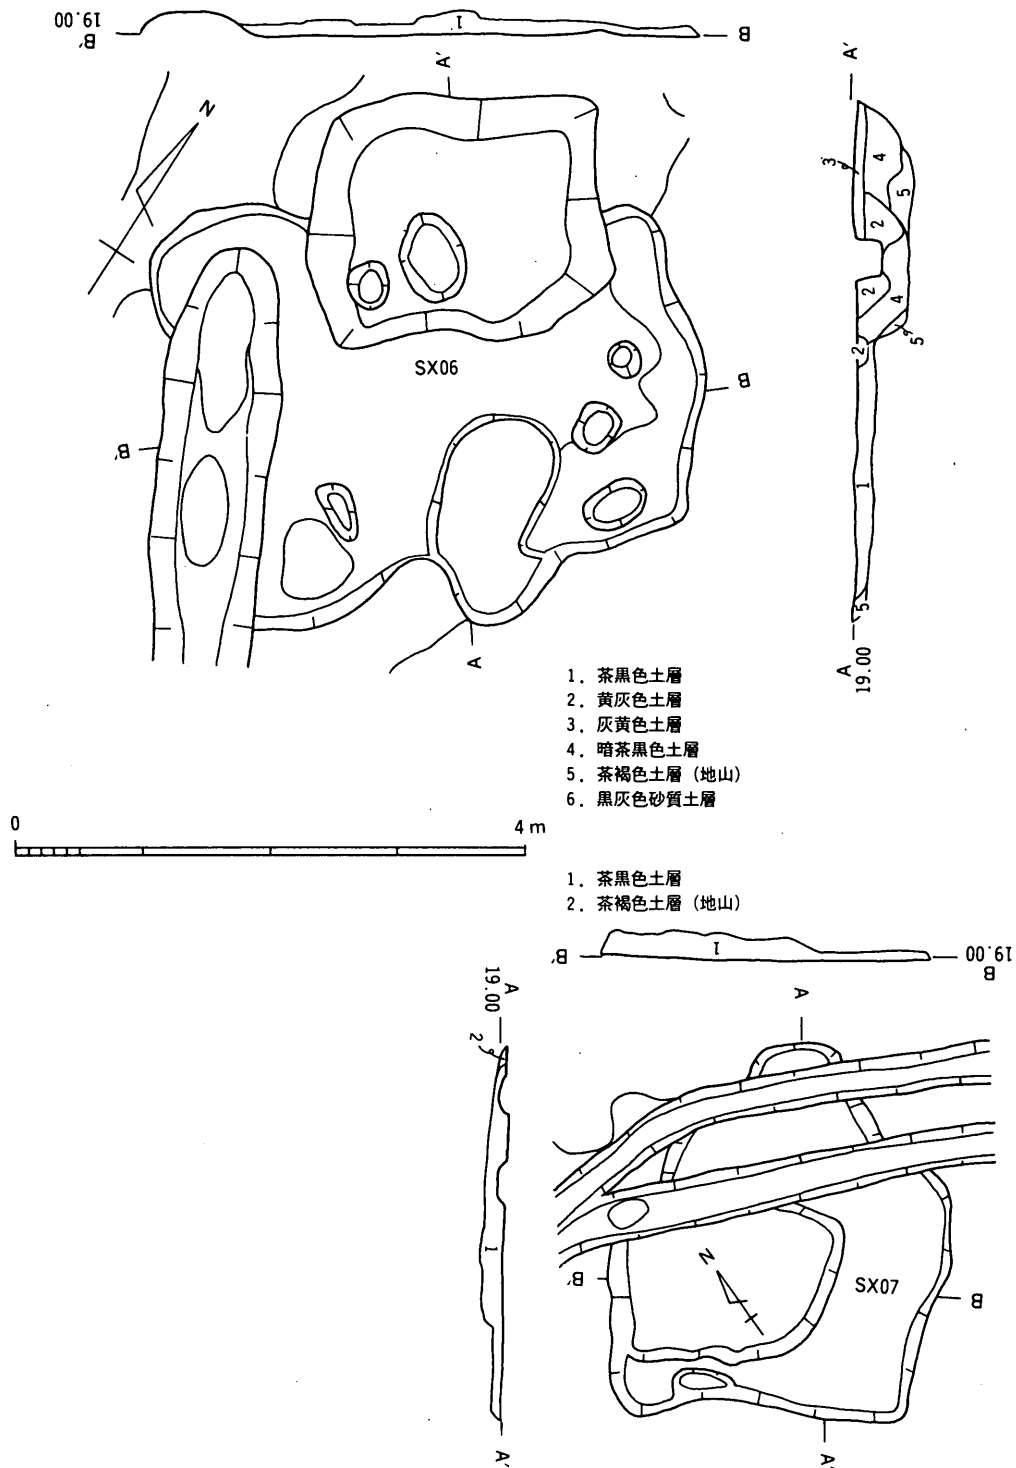 19.00
B′
1
B
A′
N
A′
3
4
5
2
SX06
B
B′
2
4
5
2
1
5
A
A
19.00
1. 茶黒色土層
2. 黄灰色土層
3. 灰黄色土層
4. 暗茶黒色土層
5. 茶褐色土層（地山）
6. 黒灰色砂質土層
0 4m
1. 茶黒色土層
2. 茶褐色土層（地山）
B′
1
19.00
B
A
19.00
A
2
1
N
B′
SX07
B
A′
A′